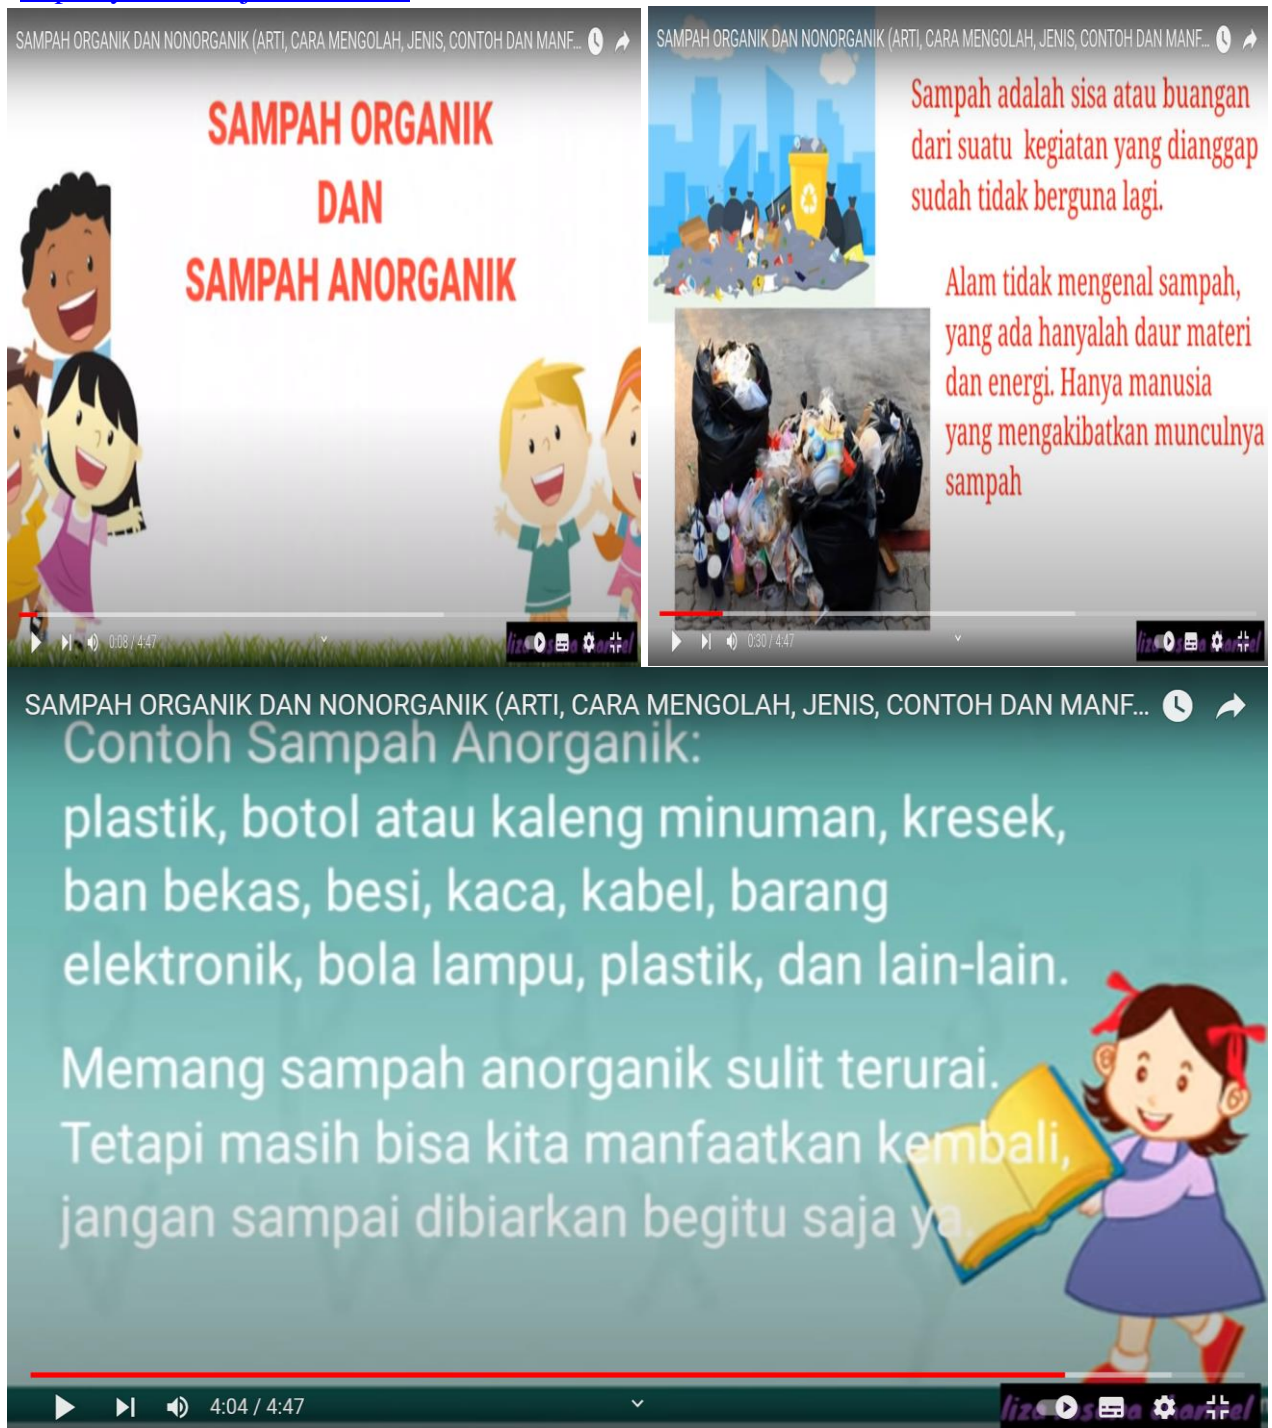 SAMPAH ORGANIK DAN NONORGANIK (ARTI, CARA MENGOLAH, JENIS, CONTOH DAN MANF...
SAMPAH ORGANIK
DAN
SAMPAH ANORGANIK
0:08 / 4:47
SAMPAH ORGANIK DAN NONORGANIK (ARTI, CARA MENGOLAH, JENIS, CONTOH DAN MANF...
Sampah adalah sisa atau buangan
dari suatu kegiatan yang dianggap
sudah tidak berguna lagi.
Alam tidak mengenal sampah,
yang ada hanyalah daur materi
dan energi. Hanya manusia
yang mengakibatkan munculnya
sampah
0:30 / 4:47
SAMPAH ORGANIK DAN NONORGANIK (ARTI, CARA MENGOLAH, JENIS, CONTOH DAN MANF...
Contoh Sampah Anorganik:
plastik, botol atau kaleng minuman, kresek,
ban bekas, besi, kaca, kabel, barang
elektronik, bola lampu, plastik, dan lain-lain.
Memang sampah anorganik sulit terurai.
Tetapi masih bisa kita manfaatkan kembali,
jangan sampai dibiarkan begitu saja ya.
4:04 / 4:47